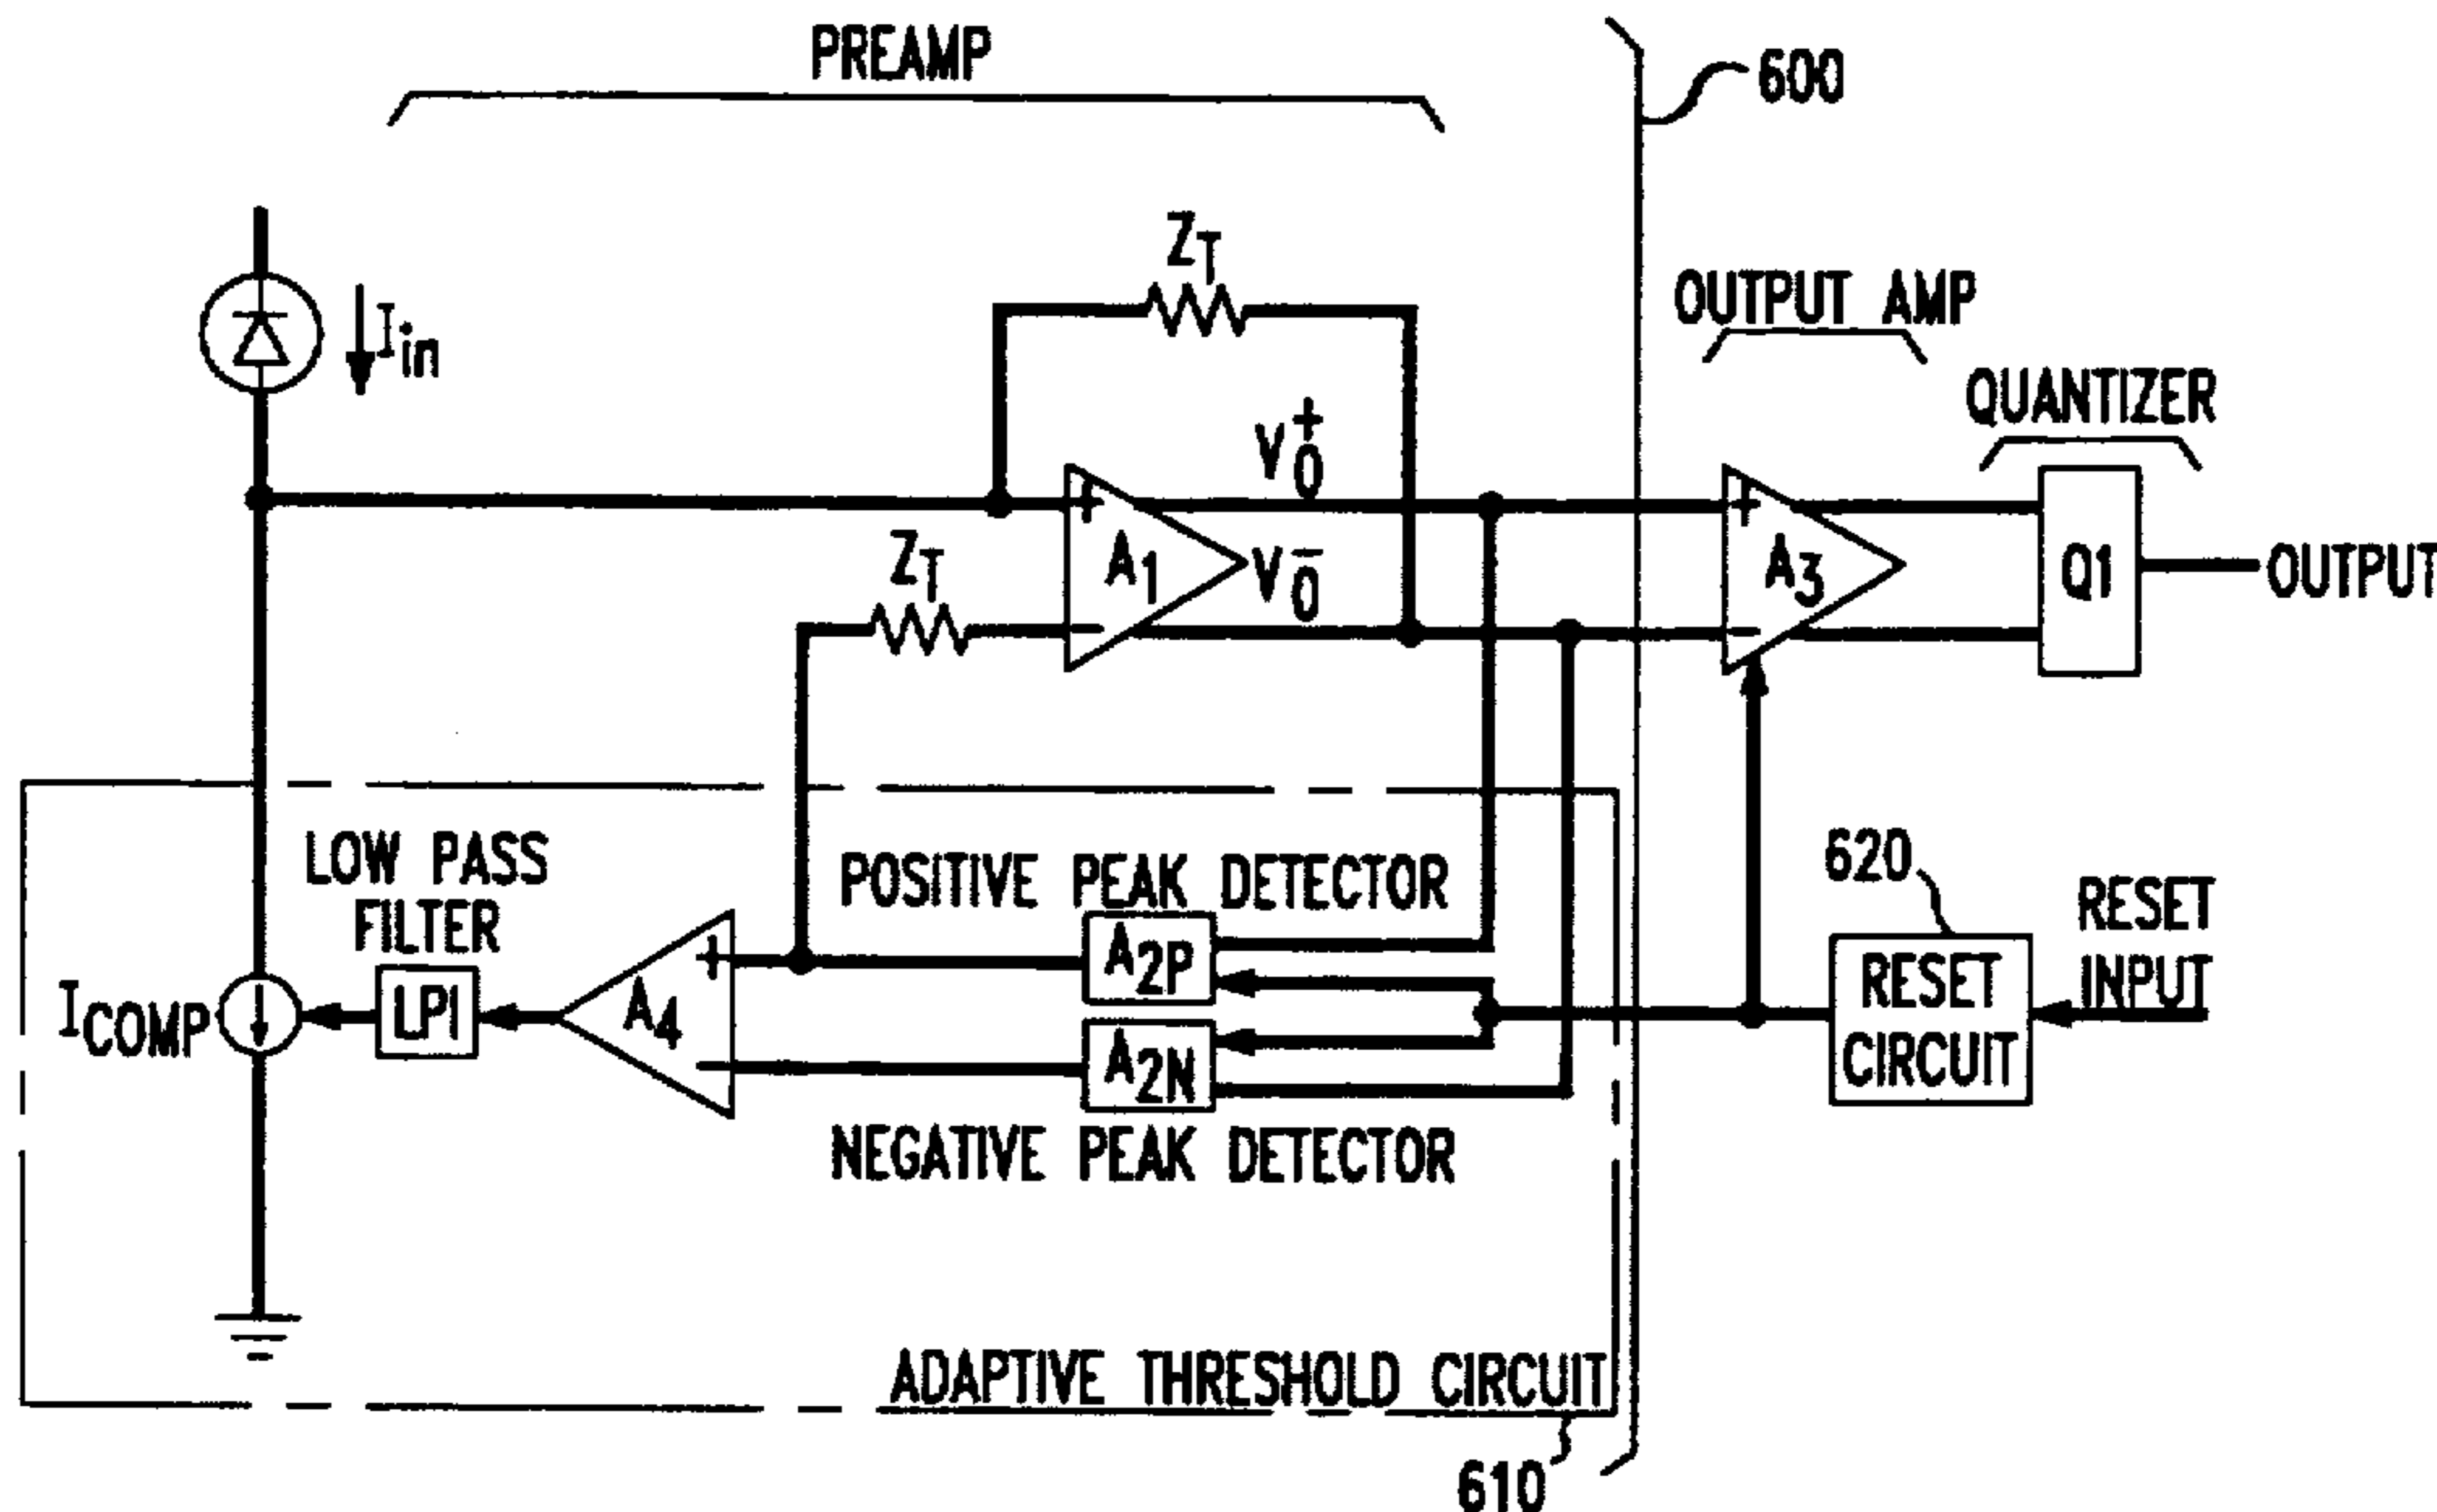 PREAMP
600
Z_T
I_in
OUTPUT AMP
QUANTIZER
V_0^+
+
A_1
V_0^-
−
Z_T
+
A_3
−
Q1
OUTPUT
LOW PASS
FILTER
POSITIVE PEAK DETECTOR
620
RESET
INPUT
I_COMP
LP1
+
A_4
−
A_2P
A_2N
RESET
CIRCUIT
NEGATIVE PEAK DETECTOR
ADAPTIVE THRESHOLD CIRCUIT
610